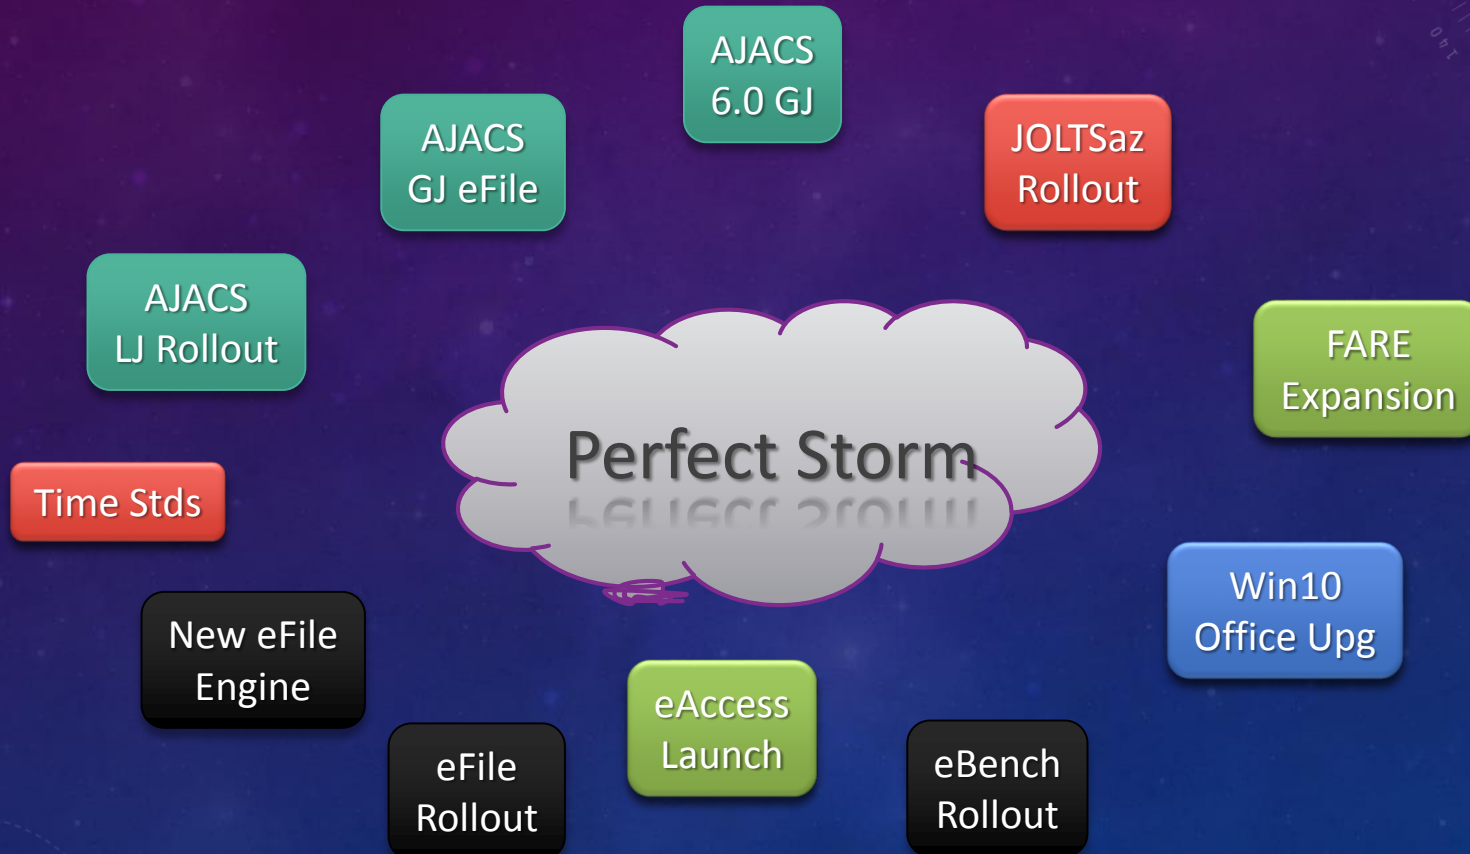 AJACS
6.0 GJ
AJACS
GJ eFile
JOLTSaz
Rollout
AJACS
LJ Rollout
FARE
Expansion
Perfect Storm
Time Stds
Win10
Office Upg
New eFile
Engine
eAccess
Launch
eFile
Rollout
eBench
Rollout
140